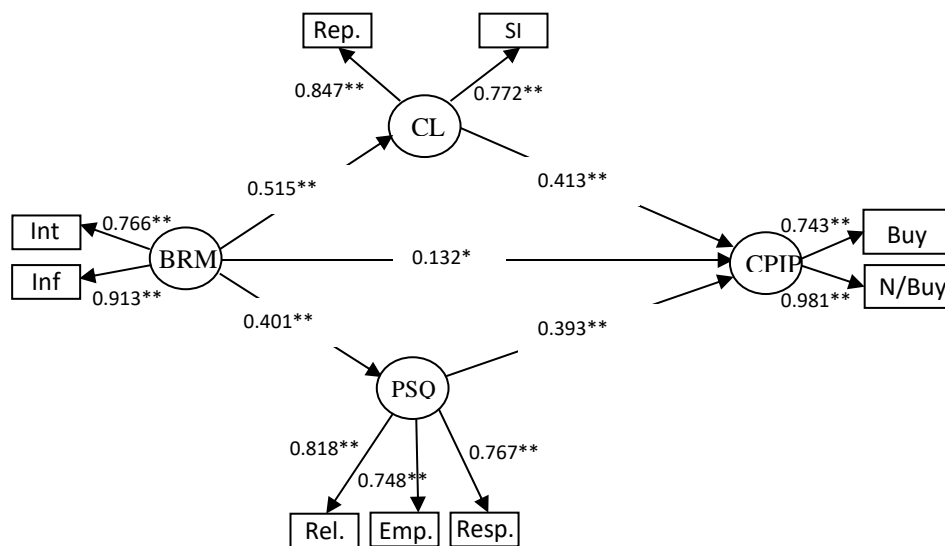 Rep.
SI
0.847**
0.772**
CL
0.515**
0.413**
Int
0.766**
0.743**
Buy
BRM
0.132*
CPIP
Inf
0.913**
0.981**
N/Buy
0.401**
0.393**
PSQ
0.818**
0.767**
0.748**
Rel.
Emp.
Resp.